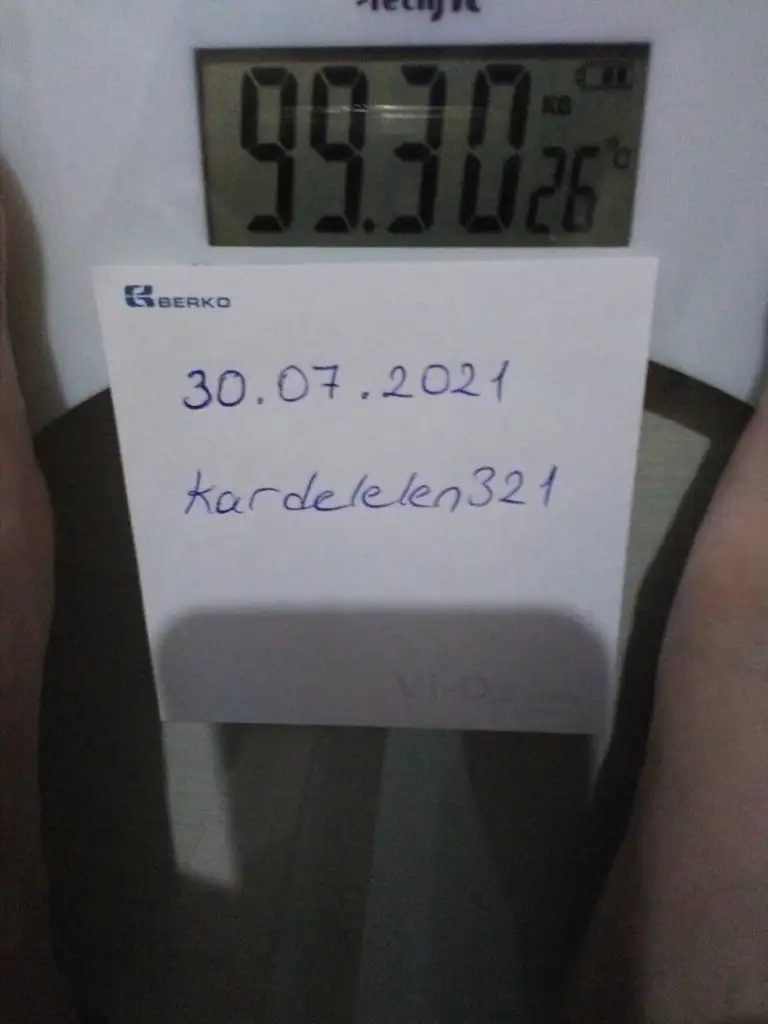 99.30 KG
26 °C
BERKO
30.07.2021
kardelelen321